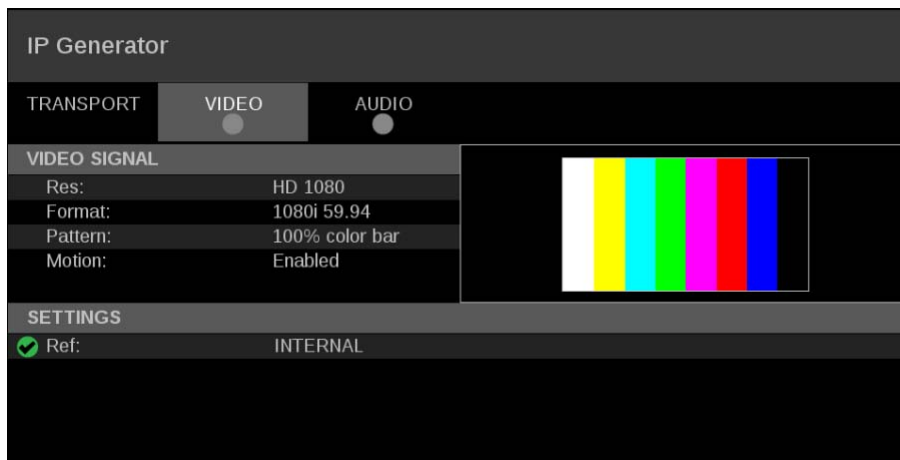 IP Generator
TRANSPORT VIDEO AUDIO
VIDEO SIGNAL
Res: HD 1080
Format: 1080i 59.94
Pattern: 100% color bar
Motion: Enabled
SETTINGS
Ref: INTERNAL